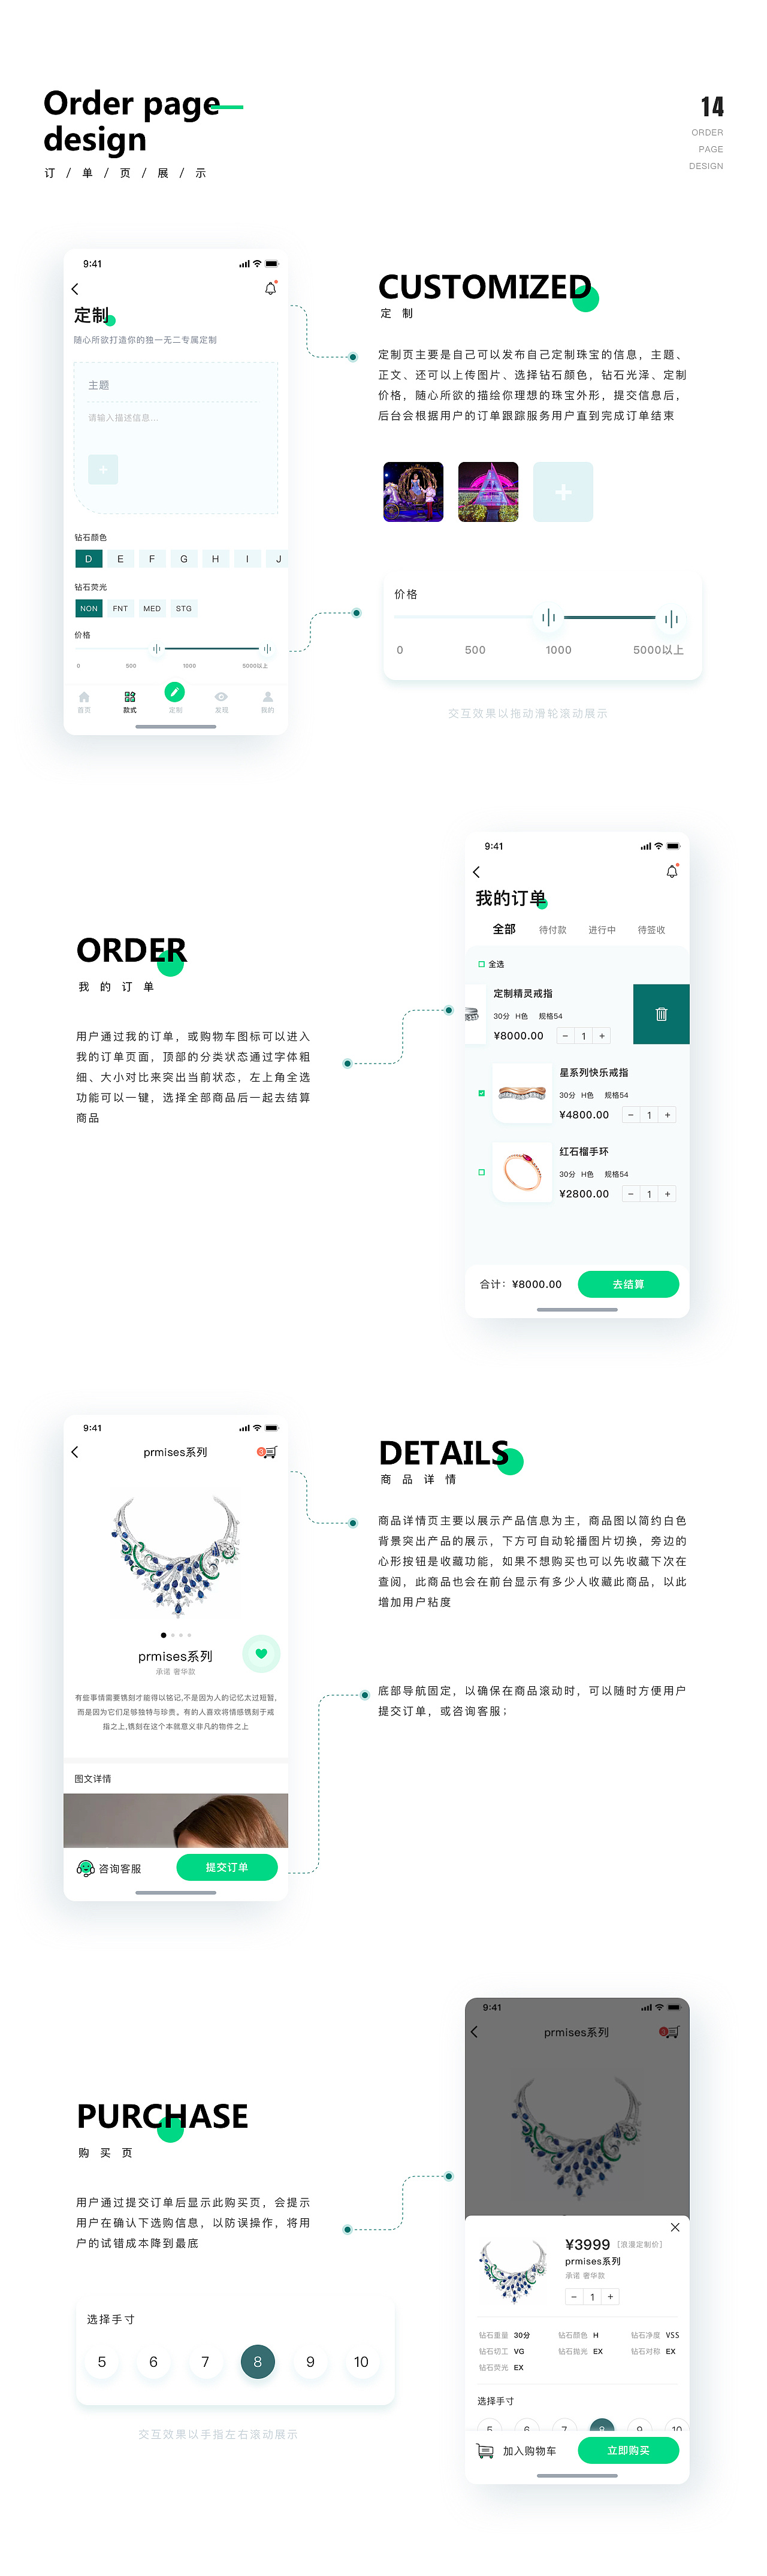 Order page
design
订 / 单 / 页 / 展 / 示
14
ORDER
PAGE
DESIGN
9:41
定制
随心所欲打造你的独一无二专属定制
主题
请输入描述信息...
钻石颜色
D E F G H I J
钻石荧光
NON FNT MED STG
价格
0 500 1000 5000以上
首页 款式 定制 发现 我的
CUSTOMIZED
定 制
定制页主要是自己可以发布自己定制珠宝的信息，主题、
正文、还可以上传图片、选择钻石颜色，钻石光泽、定制
价格，随心所欲的描绘你理想的珠宝外形，提交信息后，
后台会根据用户的订单跟踪服务用户直到完成订单结束
价格
0 500 1000 5000以上
交互效果以拖动滑轮滚动展示
ORDER
我 的 订 单
用户通过我的订单，或购物车图标可以进入
我的订单页面，顶部的分类状态通过字体粗
细、大小对比来突出当前状态，左上角全选
功能可以一键，选择全部商品后一起去结算
商品
9:41
我的订单
全部 待付款 进行中 待签收
全选
定制精灵戒指
30分 H色 规格54
¥8000.00 − 1 +
星系列快乐戒指
30分 H色 规格54
¥4800.00 − 1 +
红石榴手环
30分 H色 规格54
¥2800.00 − 1 +
合计：¥8000.00 去结算
9:41
prmises系列
3
prmises系列
承诺 奢华款
有些事情需要镌刻才能得以铭记,不是因为人的记忆太过短暂,
而是因为它们足够独特与珍贵。有的人喜欢将情感镌刻于戒
指之上,镌刻在这个本就意义非凡的物件之上
图文详情
咨询客服 提交订单
DETAILS
商 品 详 情
商品详情页主要以展示产品信息为主，商品图以简约白色
背景突出产品的展示，下方可自动轮播图片切换，旁边的
心形按钮是收藏功能，如果不想购买也可以先收藏下次在
查阅，此商品也会在前台显示有多少人收藏此商品，以此
增加用户粘度
底部导航固定，以确保在商品滚动时，可以随时方便用户
提交订单，或咨询客服；
PURCHASE
购 买 页
用户通过提交订单后显示此购买页，会提示
用户在确认下选购信息，以防误操作，将用
户的试错成本降到最底
选择手寸
5 6 7 8 9 10
交互效果以手指左右滚动展示
9:41
prmises系列
3
¥3999 [浪漫定制价]
prmises系列
承诺 奢华款
− 1 +
钻石重量 30分 钻石颜色 H 钻石净度 VSS
钻石切工 VG 钻石抛光 EX 钻石对称 EX
钻石荧光 EX
选择手寸
5 6 7 8 9 10
加入购物车 立即购买